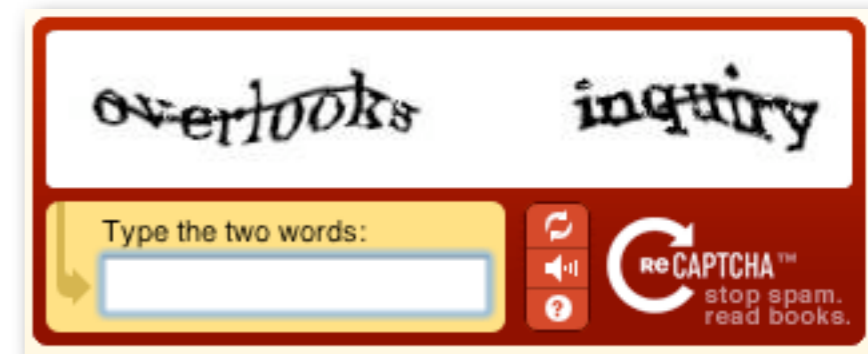 overlooks inquiry
Type the two words:
ReCAPTCHA™
stop spam.
read books.